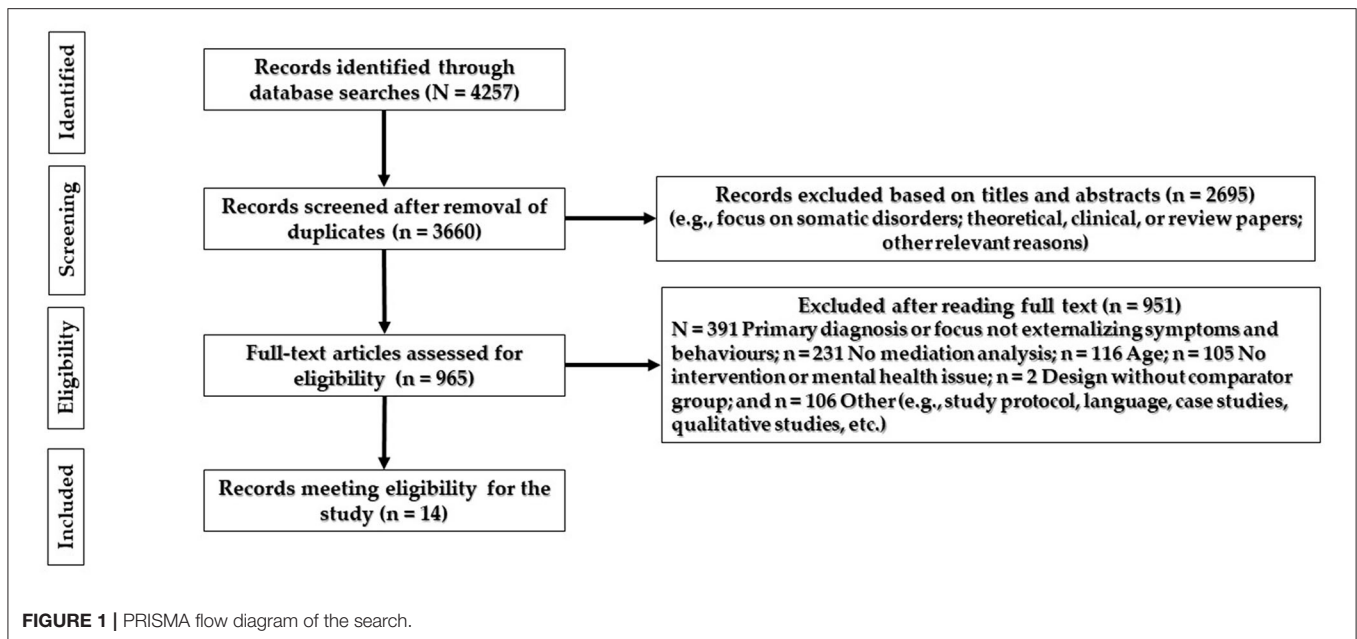 Identified
Records identified through
database searches (N = 4257)
Screening
Records screened after removal of
duplicates (n = 3660)
Records excluded based on titles and abstracts (n = 2695)
(e.g., focus on somatic disorders; theoretical, clinical, or review papers;
other relevant reasons)
Eligibility
Full-text articles assessed for
eligibility (n = 965)
Excluded after reading full text (n = 951)
N = 391 Primary diagnosis or focus not externalizing symptoms and
behaviours; n = 231 No mediation analysis; n = 116 Age; n = 105 No
intervention or mental health issue; n = 2 Design without comparator
group; and n = 106 Other (e.g., study protocol, language, case studies,
qualitative studies, etc.)
Included
Records meeting eligibility for the
study (n = 14)
FIGURE 1 | PRISMA flow diagram of the search.